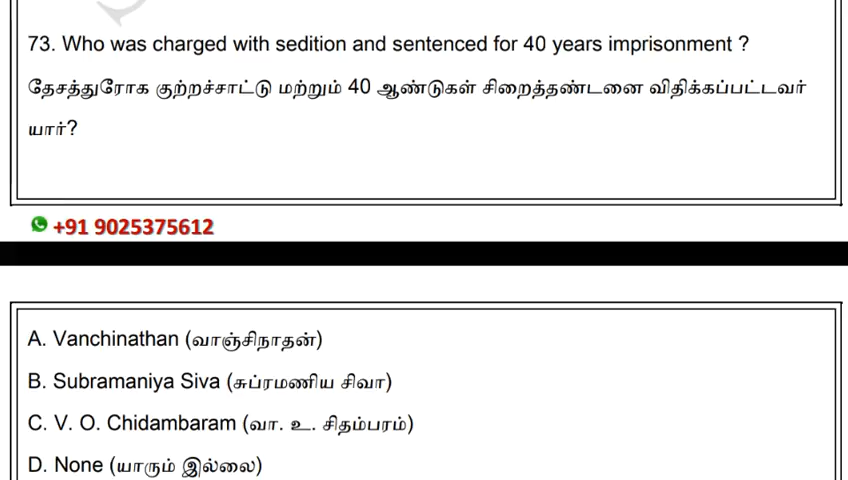 73. Who was charged with sedition and sentenced for 40 years imprisonment ?
தேசத்துரோக குற்றச்சாட்டு மற்றும் 40 ஆண்டுகள் சிறைத்தண்டனை விதிக்கப்பட்டவர்
யார்?
+91 9025375612
A. Vanchinathan (வாஞ்சிநாதன்)
B. Subramaniya Siva (சுப்ரமணிய சிவா)
C. V. O. Chidambaram (வா. உ. சிதம்பரம்)
D. None (யாரும் இல்லை)